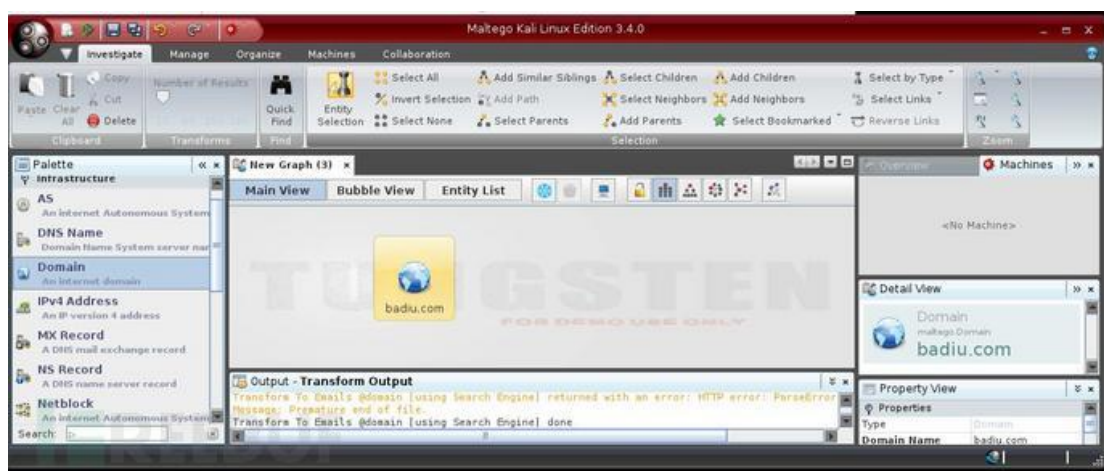 Maltego Kali Linux Edition 3.4.0
Investigate Manage Organize Machines Collaboration
Paste
Clear All
Copy
Cut
Delete
Clipboard
Number of Results
Transforms
Quick Find
Find
Entity Selection
Select All
Invert Selection
Select None
Add Similar Siblings
Add Path
Select Parents
Select Children
Select Neighbors
Add Parents
Add Children
Add Neighbors
Select Bookmarked
Selection
Select by Type
Select Links
Reverse Links
Zoom
Palette
Infrastructure
AS
An internet Autonomous System
DNS Name
Domain Name System server nam
Domain
An internet domain
IPv4 Address
An IP version 4 address
MX Record
A DNS mail exchange record
NS Record
A DNS name server record
Netblock
An internet Autonomous System
Search:
New Graph (3)
Main View Bubble View Entity List
TUNGSTEN
FOR DEMO USE ONLY
badiu.com
Output - Transform Output
Transform To Emails @domain [using Search Engine] returned with an error: HTTP error: ParseError
Message: Premature end of file.
Transform To Emails @domain [using Search Engine] done
Overview
Machines
<No Machine>
Detail View
Domain
maltego.Domain
badiu.com
Property View
Properties
Type Domain
Domain Name badiu.com